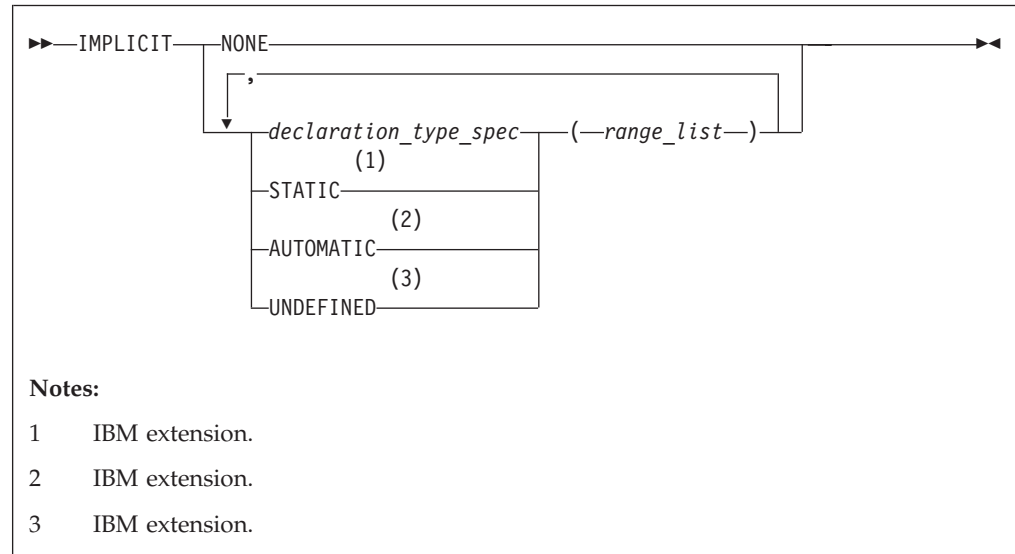 IMPLICIT NONE
,
declaration_type_spec ( range_list )
(1)
STATIC
(2)
AUTOMATIC
(3)
UNDEFINED
Notes:
1 IBM extension.
2 IBM extension.
3 IBM extension.